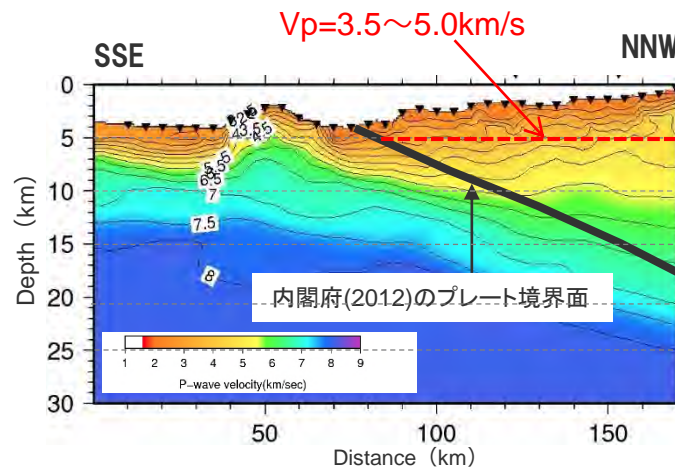 Vp=3.5～5.0km/s
SSE
NNW
0
5
10
15
20
25
30
Depth（km）
4
3.5
4.5
5
6.5
7
7.5
8
内閣府(2012)のプレート境界面
1 2 3 4 5 6 7 8 9
P-wave velocity(km/sec)
50 100 150
Distance（km）